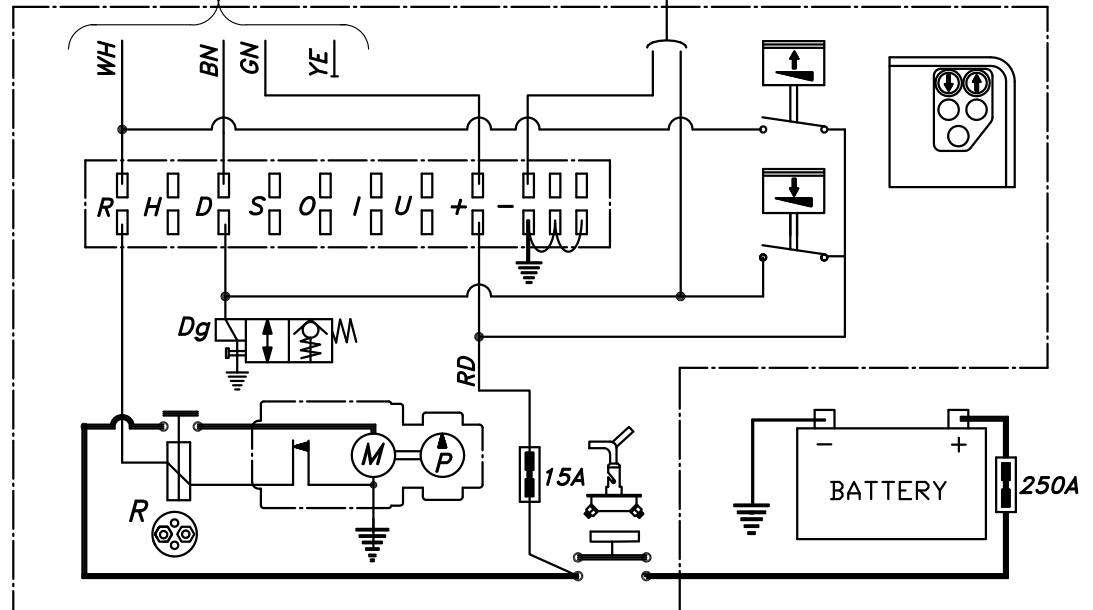 WH
BN
GN
YE
R H D S O I U + −
Dg
RD
M
P
15A
R
− +
BATTERY
250A